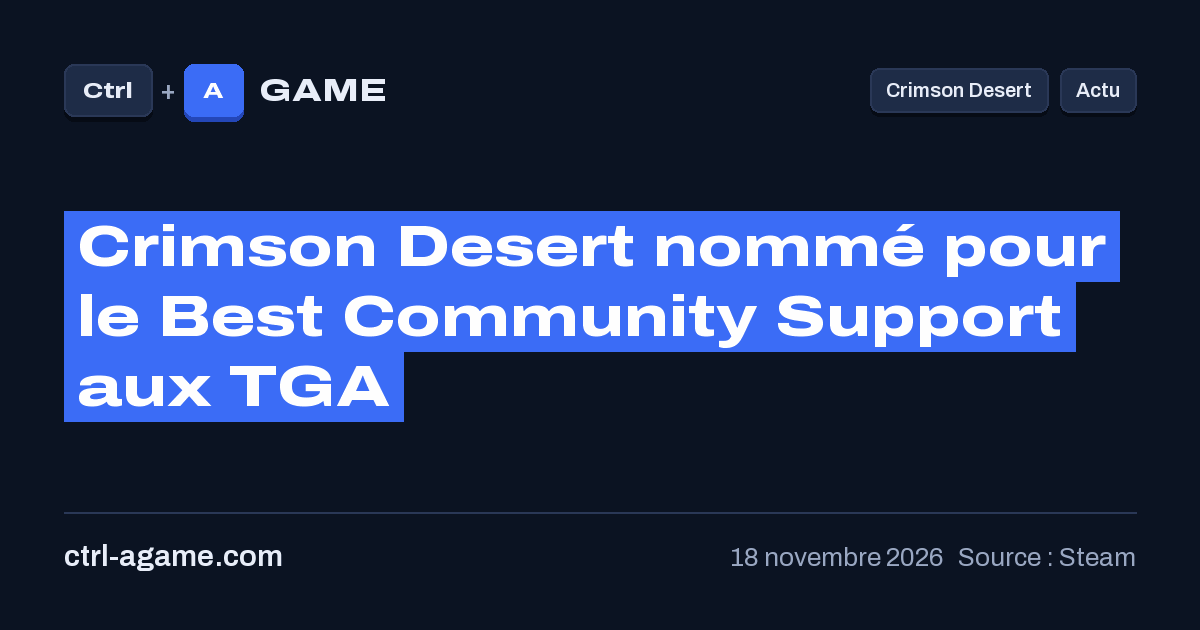 Ctrl + A GAME
Crimson Desert Actu
Crimson Desert nommé pour
le Best Community Support
aux TGA
ctrl-agame.com
18 novembre 2026 Source : Steam